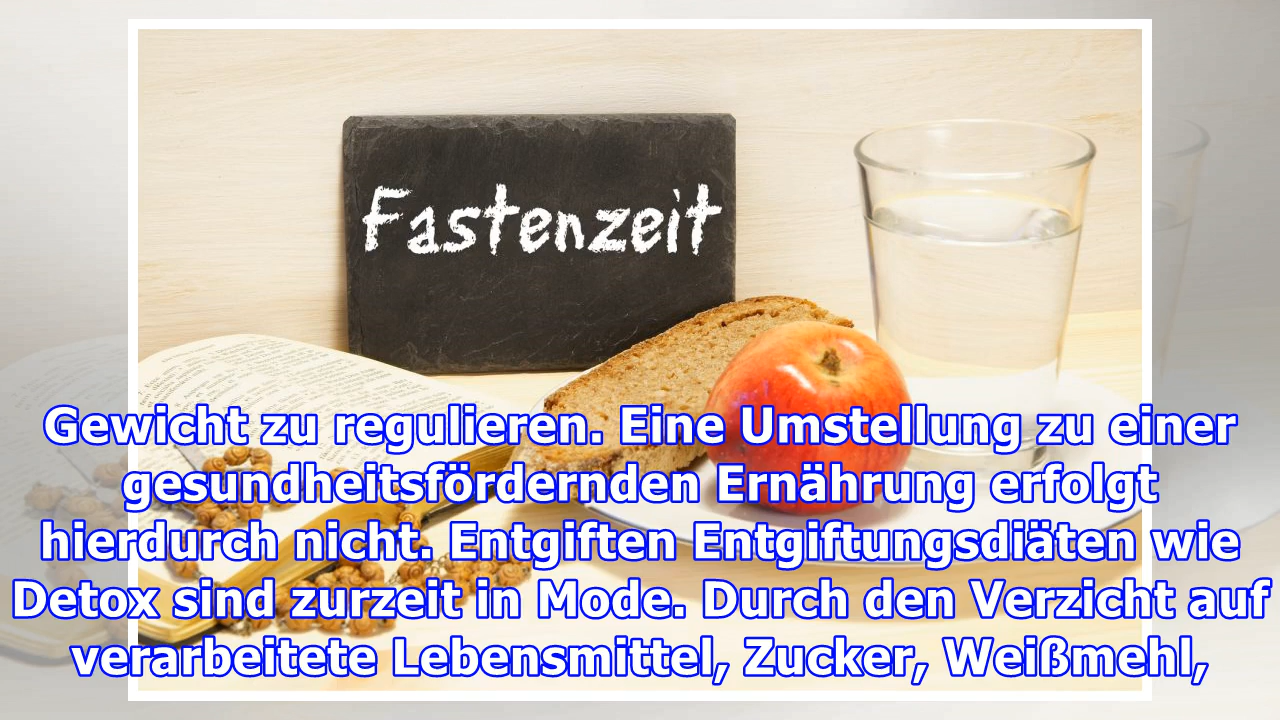 Fastenzeit
Gewicht zu regulieren. Eine Umstellung zu einer
gesundheitsfördernden Ernährung erfolgt
hierdurch nicht. Entgiften Entgiftungsdiäten wie
Detox sind zurzeit in Mode. Durch den Verzicht auf
verarbeitete Lebensmittel, Zucker, Weißmehl,